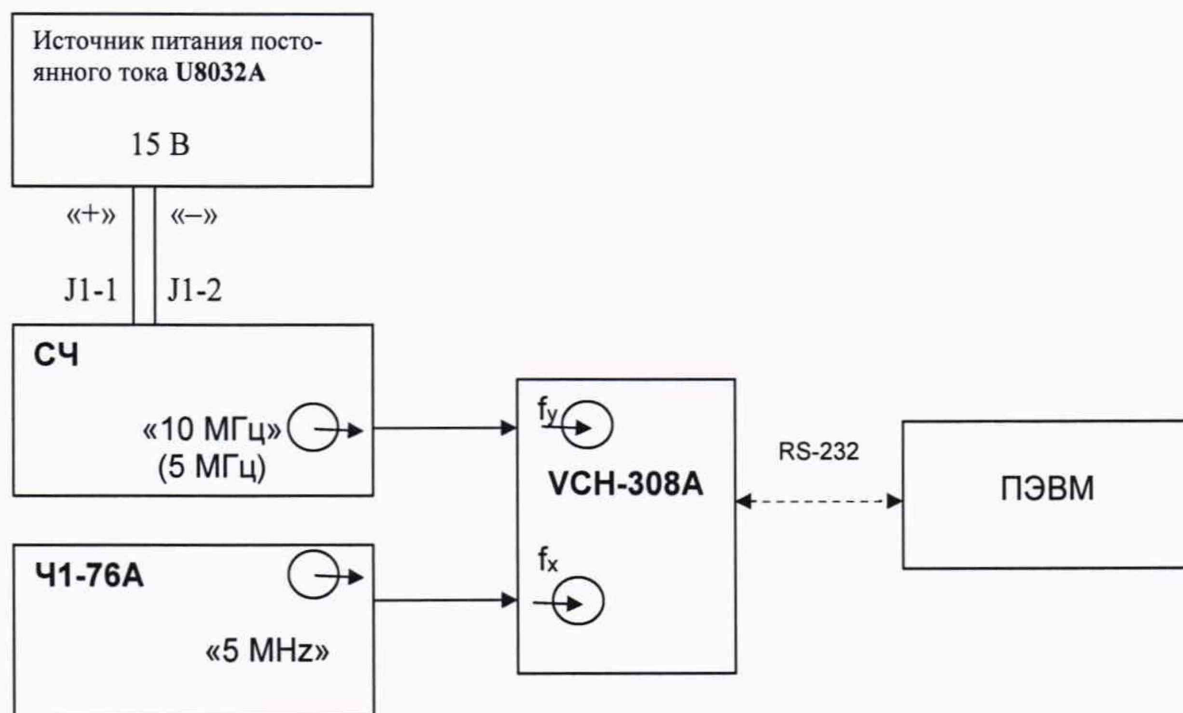 Источник питания посто-
янного тока U8032A
15 В
«+» «–»
J1-1 J1-2
СЧ
«10 МГц»
(5 МГц)
fy
VCH-308A
fx
RS-232
ПЭВМ
Ч1-76А
«5 MHz»